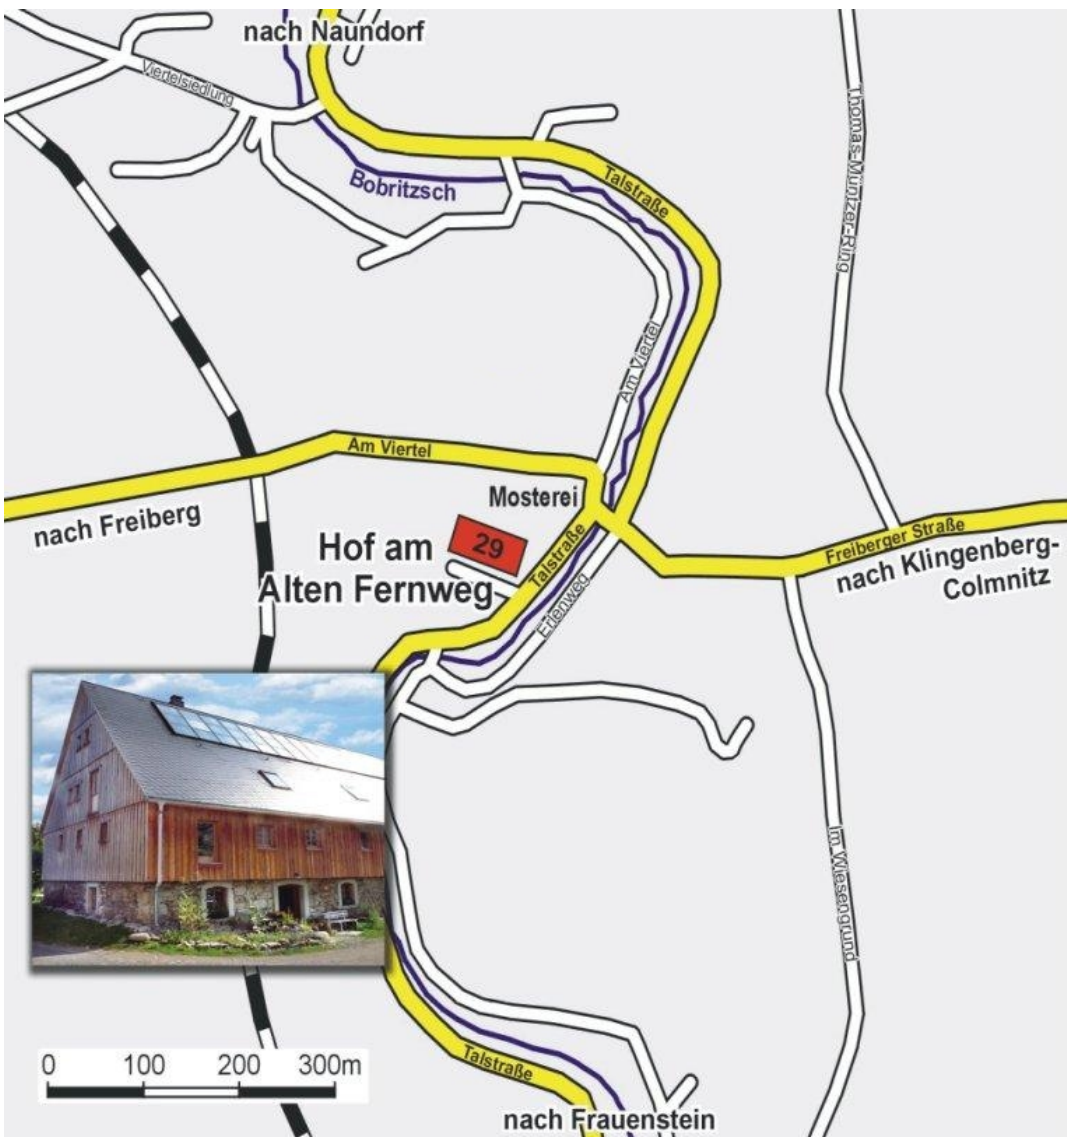 nach Naundorf
Viertelsiedlung
Bobritzsch
Talstraße
Thomas-Müntzer-Ring
Am Viertel
Am Viertel
nach Freiberg
Mosterei
Hof am
Alten Fernweg
29
Talstraße
Erlenweg
Freiberger Straße
nach Klingenberg-
Colmnitz
Im Wiesengrund
0 100 200 300m
Talstraße
nach Frauenstein